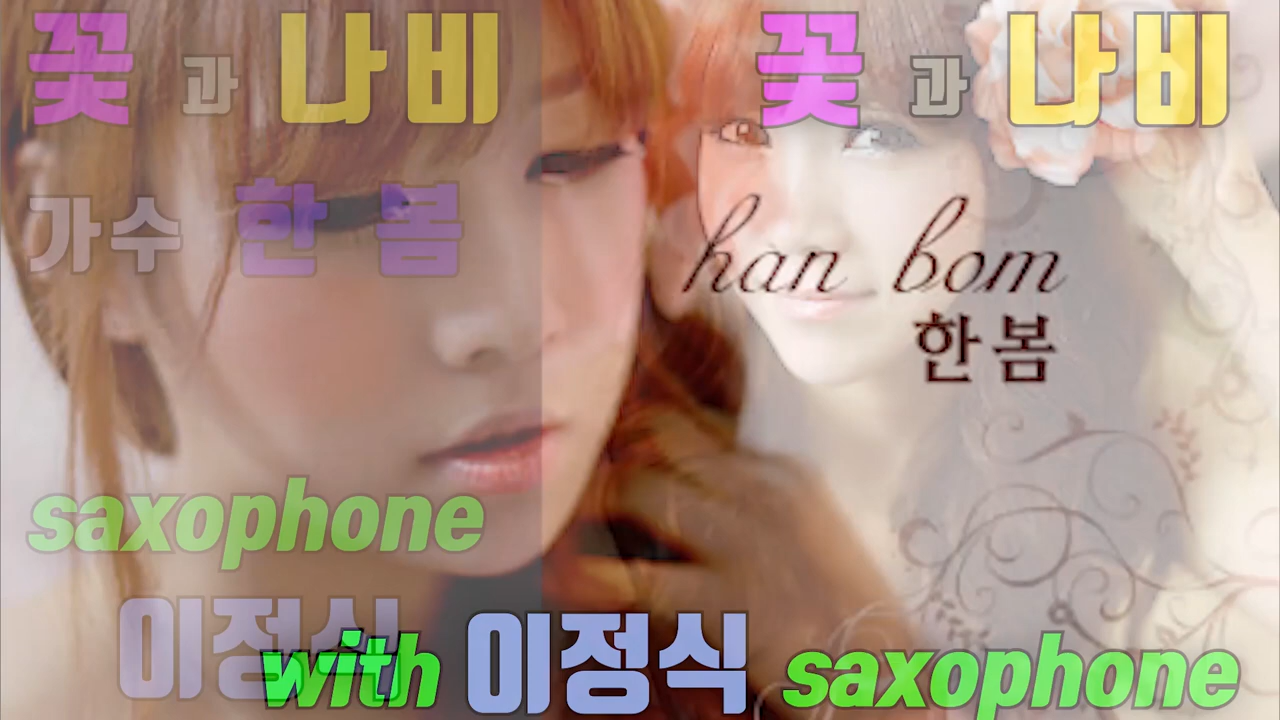 꽃 과 나비
꽃 과 나비
가수 한 봄
han bom
한봄
saxophone
이정식
with 이정식 saxophone